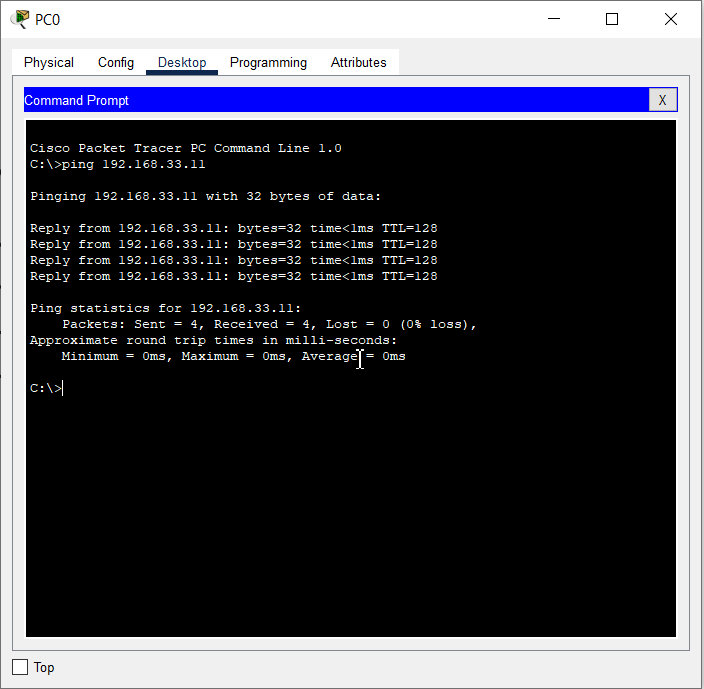 PC0
Physical Config Desktop Programming Attributes
Command Prompt
X
Cisco Packet Tracer PC Command Line 1.0
C:\>ping 192.168.33.11
Pinging 192.168.33.11 with 32 bytes of data:
Reply from 192.168.33.11: bytes=32 time<1ms TTL=128
Reply from 192.168.33.11: bytes=32 time<1ms TTL=128
Reply from 192.168.33.11: bytes=32 time<1ms TTL=128
Reply from 192.168.33.11: bytes=32 time<1ms TTL=128
Ping statistics for 192.168.33.11:
Packets: Sent = 4, Received = 4, Lost = 0 (0% loss),
Approximate round trip times in milli-seconds:
Minimum = 0ms, Maximum = 0ms, Average = 0ms
C:\>
Top